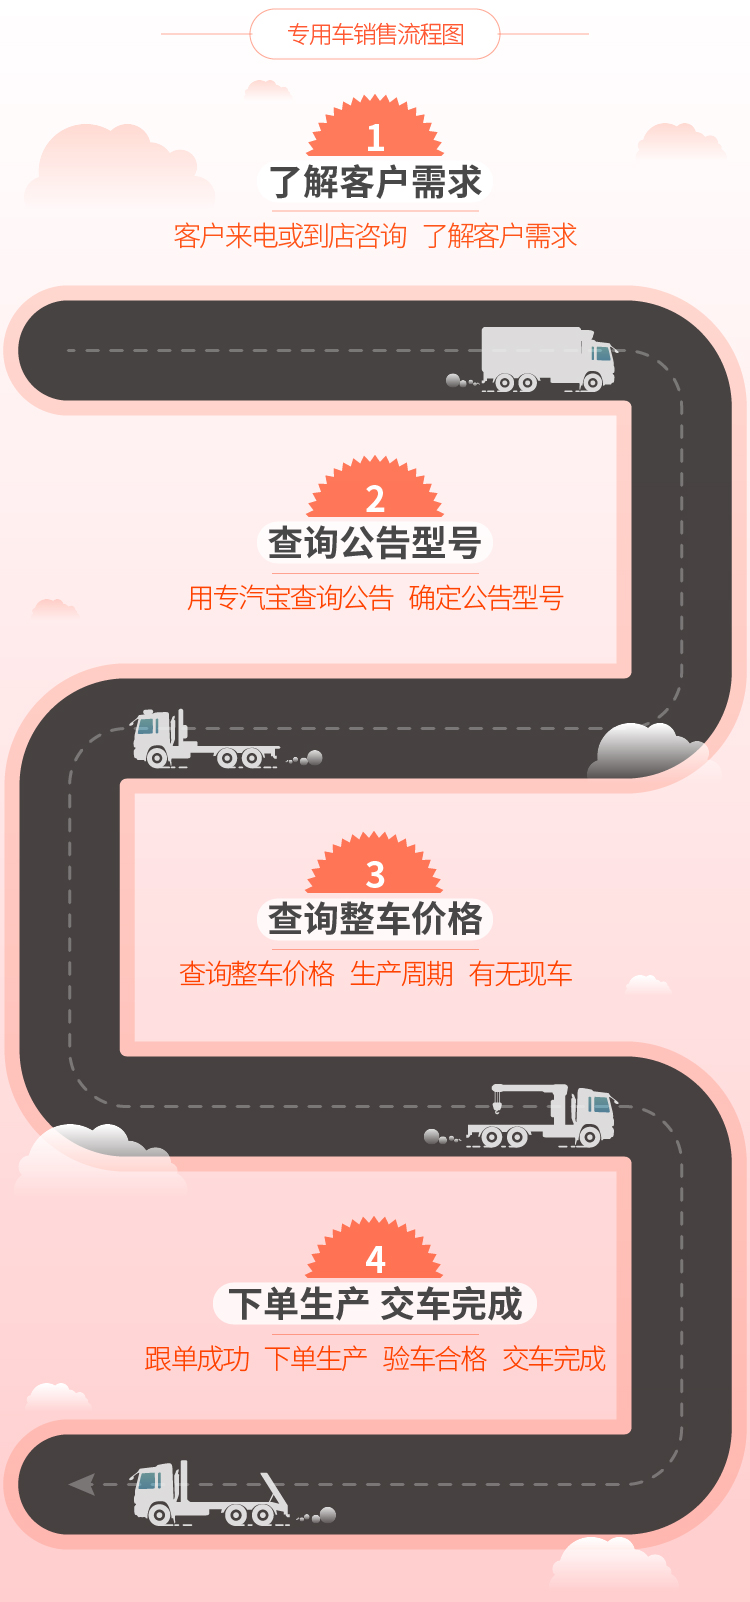 专用车销售流程图
1
了解客户需求
客户来电或到店咨询 了解客户需求
2
查询公告型号
用专汽宝查询公告 确定公告型号
3
查询整车价格
查询整车价格 生产周期 有无现车
4
下单生产 交车完成
跟单成功 下单生产 验车合格 交车完成